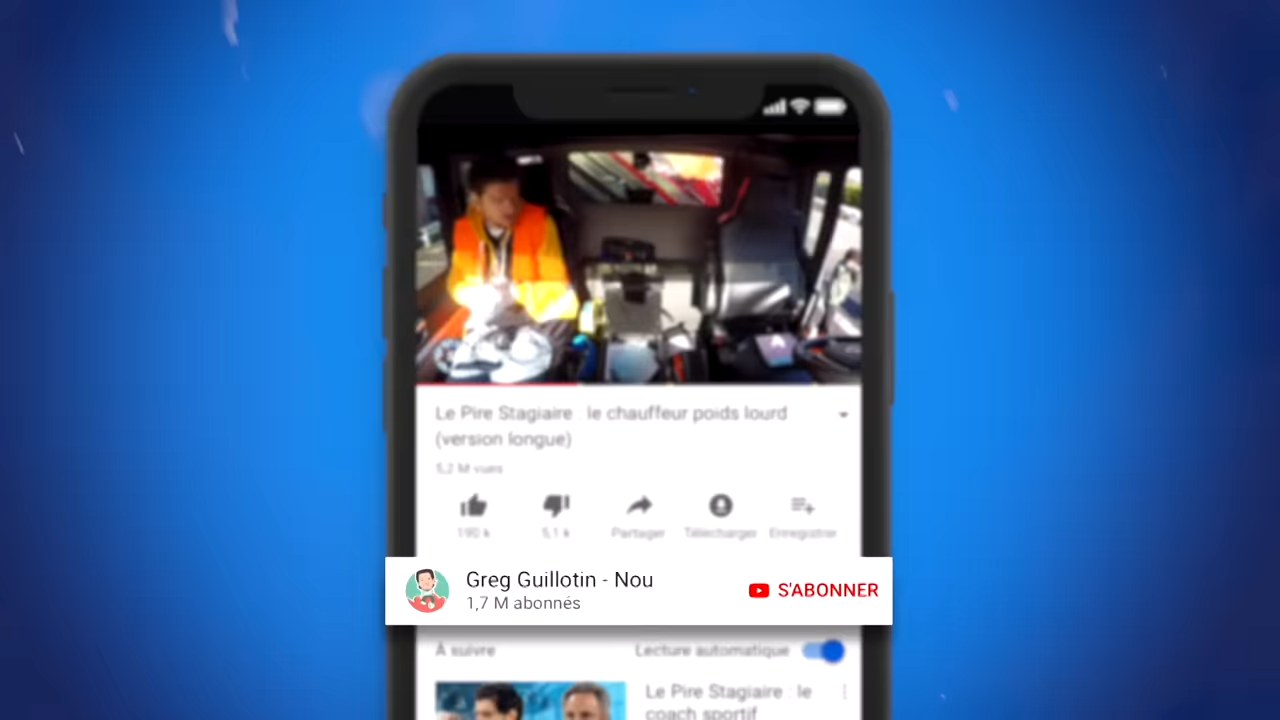 Le Pire Stagiaire : le chauffeur poids lourd
(version longue)
5,2 M vues
190 k
5,1 k
Partager
Télécharger
Enregistrer
Greg Guillotin - Nou
1,7 M abonnés
S'ABONNER
À suivre
Lecture automatique
Le Pire Stagiaire : le
coach sportif